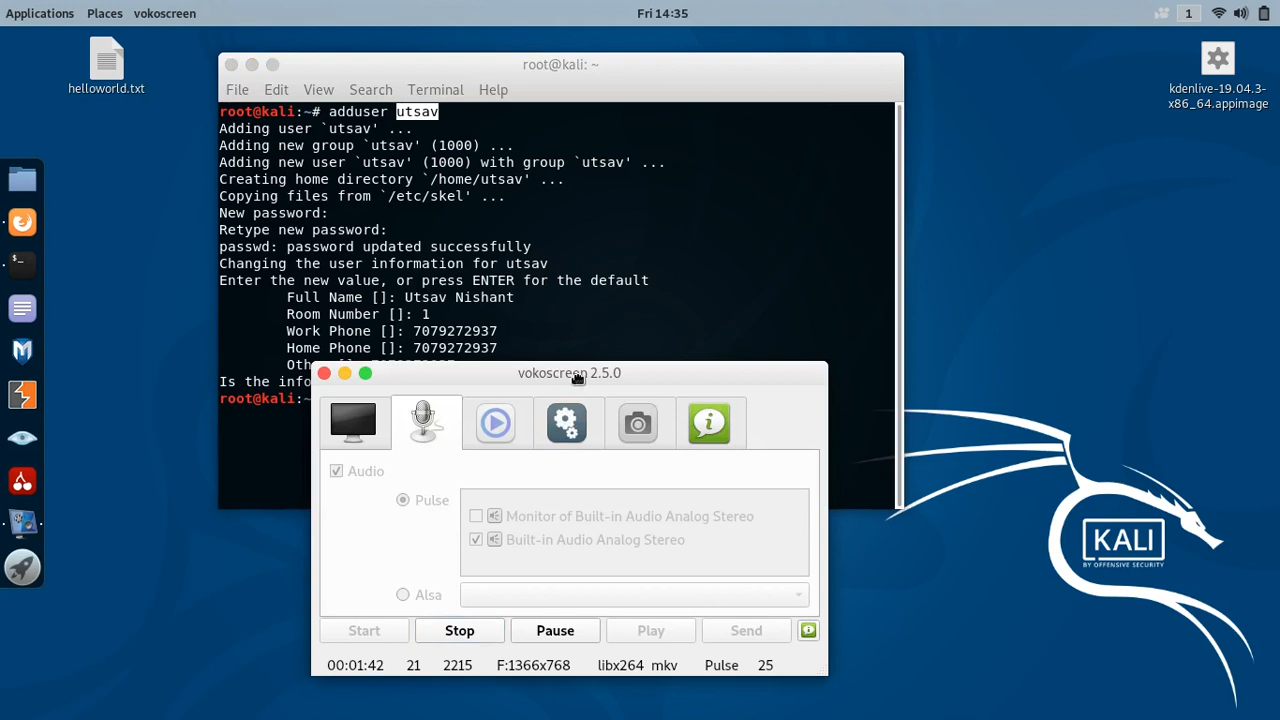 Applications Places vokoscreen
Fri 14:35
1
helloworld.txt
kdenlive-19.04.3-
x86_64.appimage
root@kali: ~
File Edit View Search Terminal Help
root@kali:~# adduser utsav
Adding user `utsav' ...
Adding new group `utsav' (1000) ...
Adding new user `utsav' (1000) with group `utsav' ...
Creating home directory `/home/utsav' ...
Copying files from `/etc/skel' ...
New password:
Retype new password:
passwd: password updated successfully
Changing the user information for utsav
Enter the new value, or press ENTER for the default
Full Name []: Utsav Nishant
Room Number []: 1
Work Phone []: 7079272937
Home Phone []: 7079272937
Is the
root@kali:~
vokoscreen 2.5.0
Audio
Pulse
Monitor of Built-in Audio Analog Stereo
Built-in Audio Analog Stereo
Alsa
Start Stop Pause Play Send
00:01:42 21 2215 F:1366x768 libx264 mkv Pulse 25
KALI
BY OFFENSIVE SECURITY